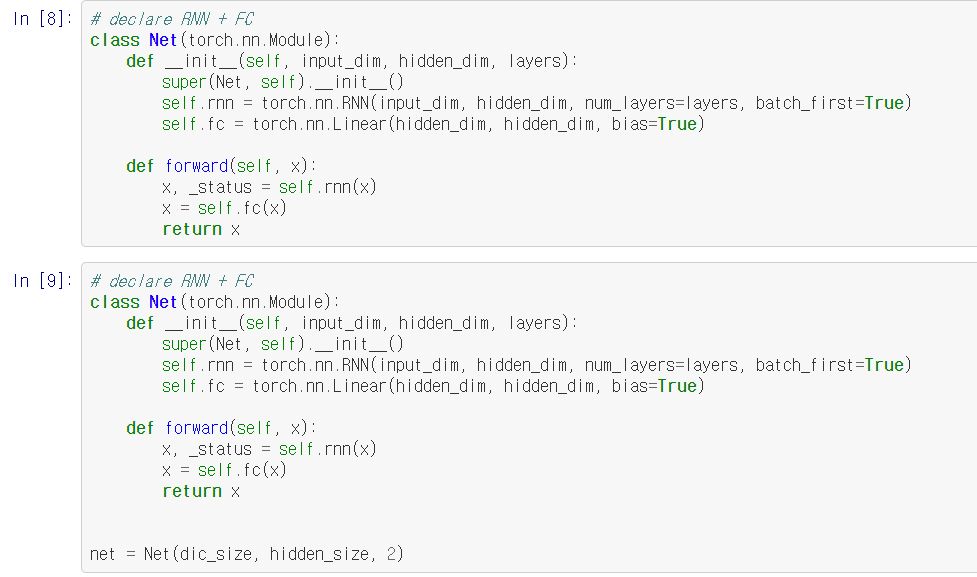 In [8]:
# declare RNN + FC
class Net(torch.nn.Module):
    def __init__(self, input_dim, hidden_dim, layers):
        super(Net, self).__init__()
        self.rnn = torch.nn.RNN(input_dim, hidden_dim, num_layers=layers, batch_first=True)
        self.fc = torch.nn.Linear(hidden_dim, hidden_dim, bias=True)

    def forward(self, x):
        x, _status = self.rnn(x)
        x = self.fc(x)
        return x

In [9]:
# declare RNN + FC
class Net(torch.nn.Module):
    def __init__(self, input_dim, hidden_dim, layers):
        super(Net, self).__init__()
        self.rnn = torch.nn.RNN(input_dim, hidden_dim, num_layers=layers, batch_first=True)
        self.fc = torch.nn.Linear(hidden_dim, hidden_dim, bias=True)

    def forward(self, x):
        x, _status = self.rnn(x)
        x = self.fc(x)
        return x


net = Net(dic_size, hidden_size, 2)